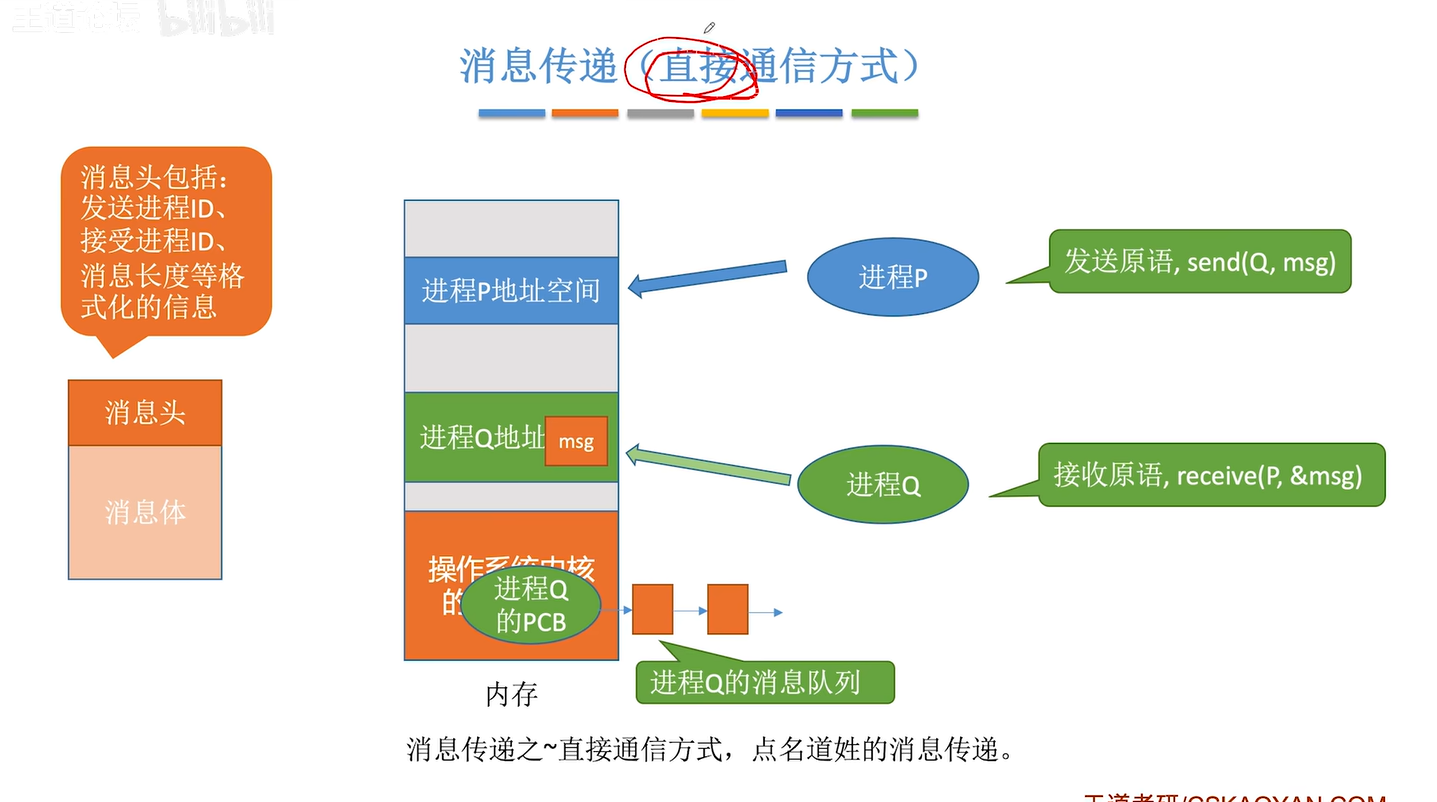 王道论坛 bilibili
消息传递（直接通信方式）
消息头包括：
发送进程ID、
接受进程ID、
消息长度等格
式化的信息
消息头
消息体
进程P地址空间
进程Q地址
msg
操作系统内核
的
进程Q
的PCB
内存
进程P
进程Q
发送原语, send(Q, msg)
接收原语, receive(P, &msg)
进程Q的消息队列
消息传递之~直接通信方式，点名道姓的消息传递。
王道考研/CSKAOYAN.COM